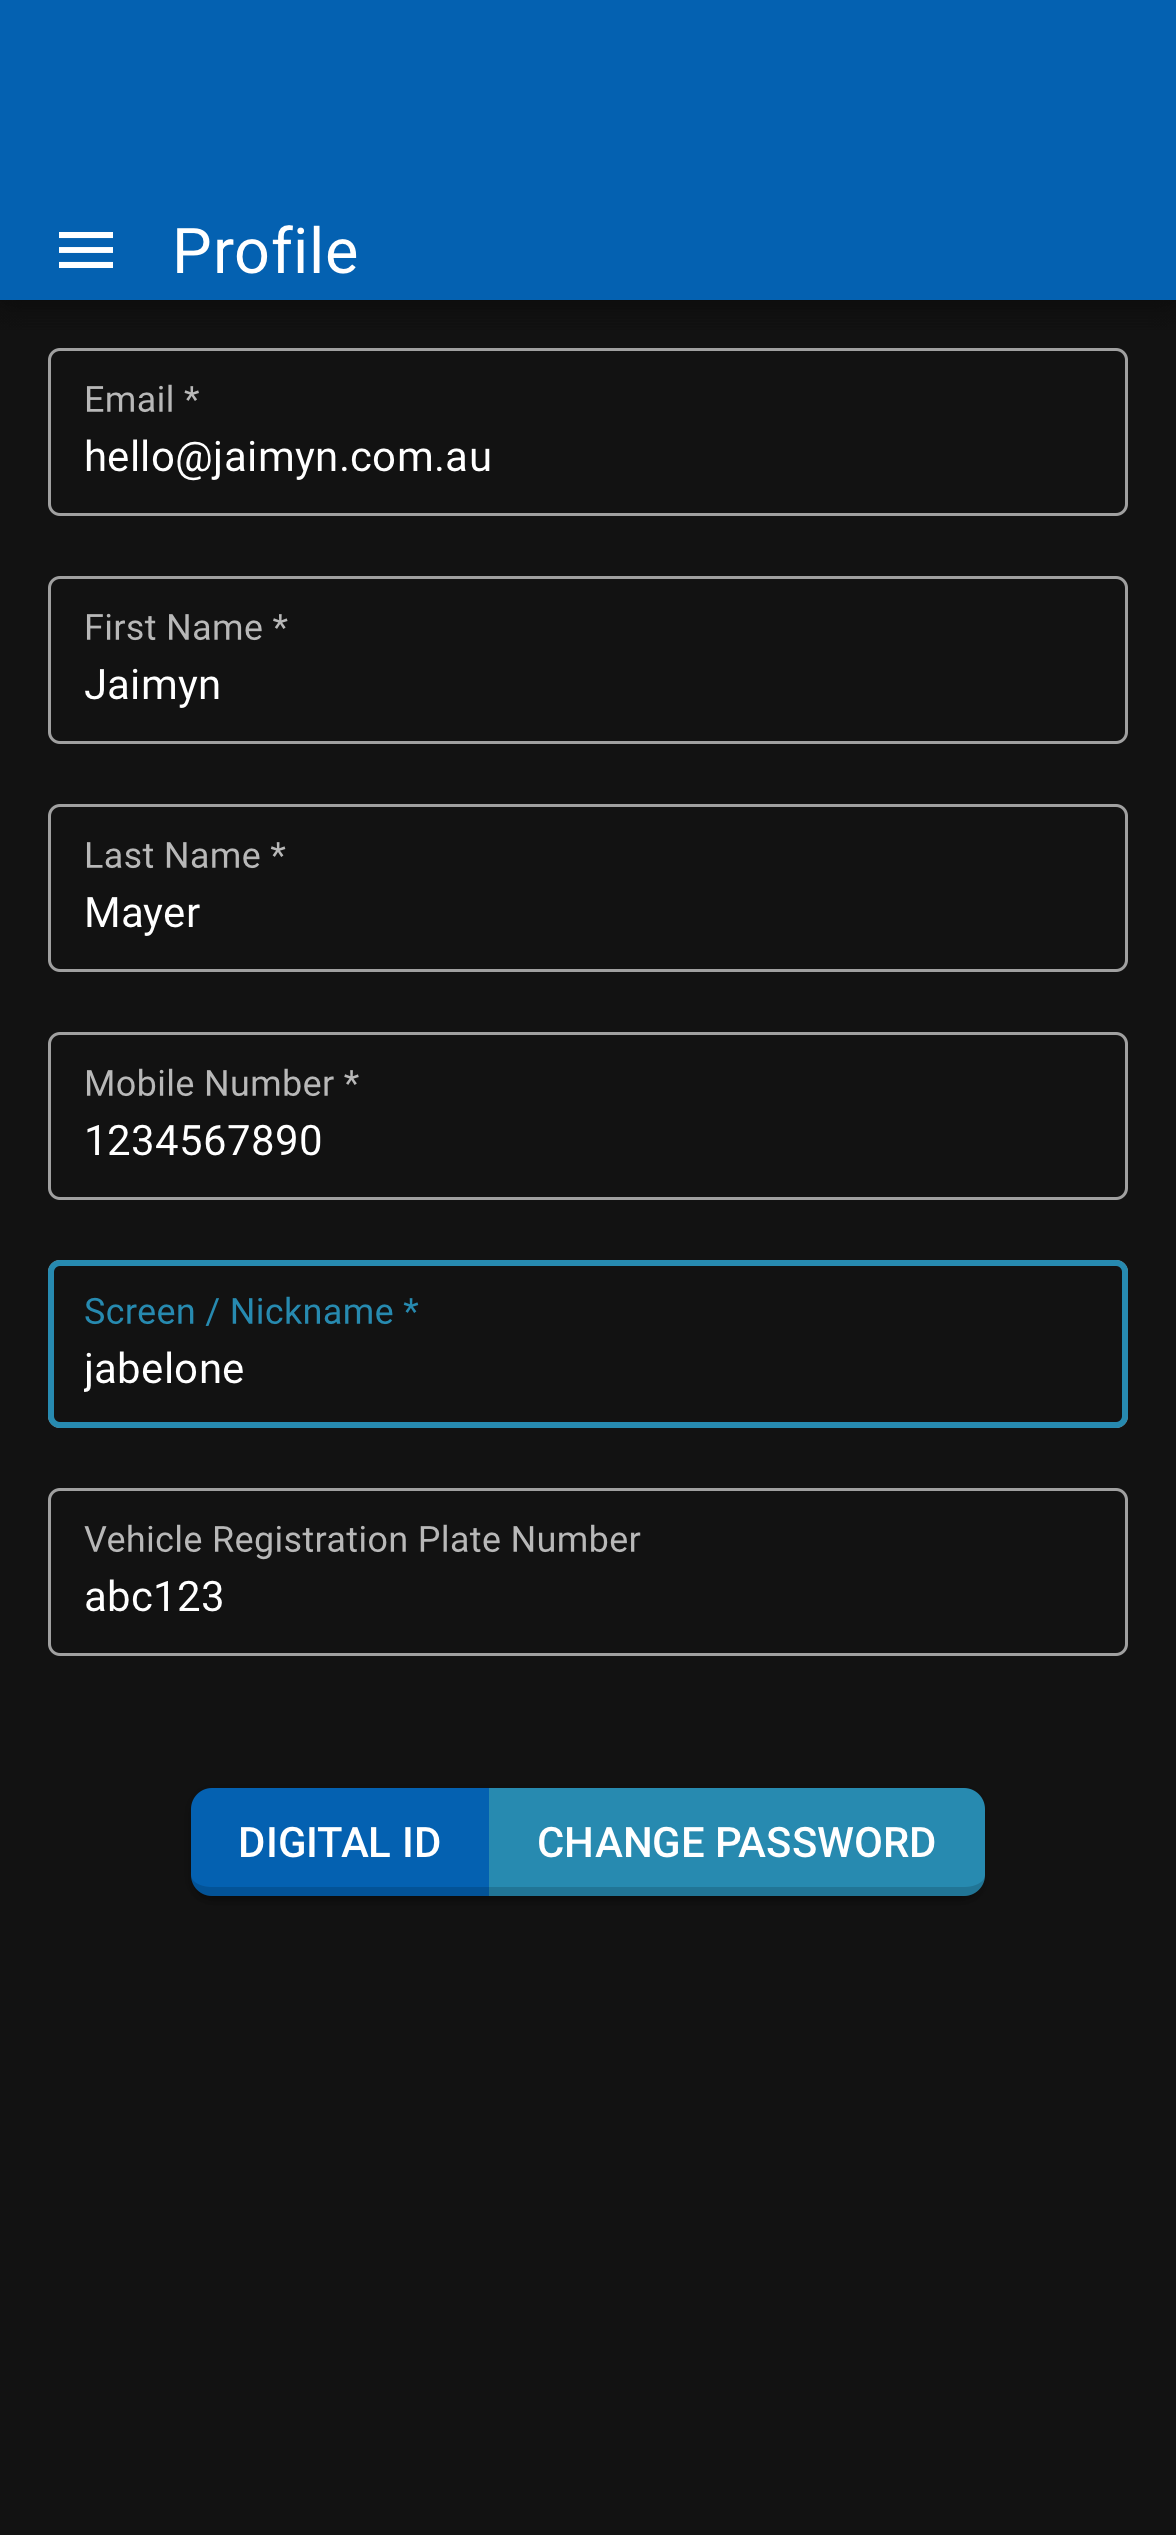 Profile
Email *
hello@jaimyn.com.au
First Name *
Jaimyn
Last Name *
Mayer
Mobile Number *
1234567890
Screen / Nickname *
jabelone
Vehicle Registration Plate Number
abc123
DIGITAL ID CHANGE PASSWORD